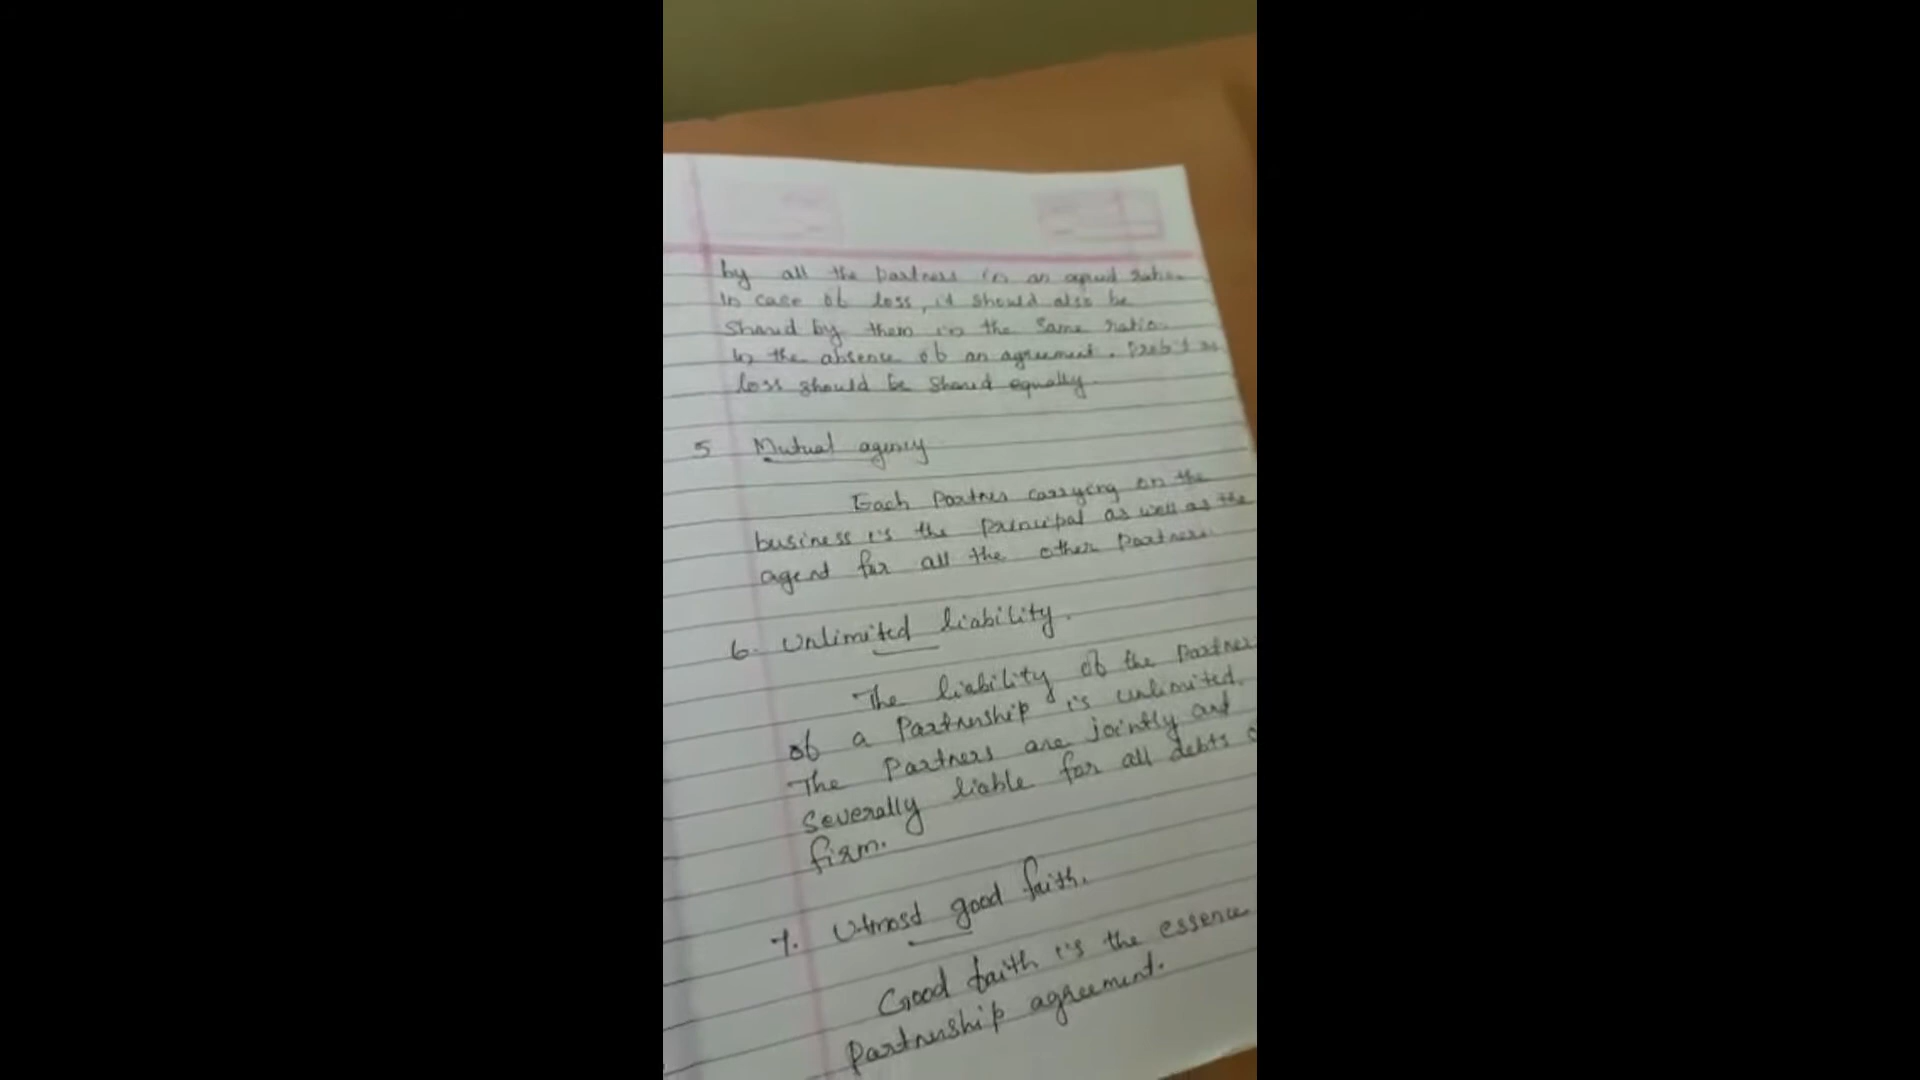 by all the partners in an agreed ratio.
In case of loss, it should also be
shared by them in the same ratio.
In the absence of an agreement. Profit or
loss should be shared equally.
5 Mutual agency
Each Partner carrying on the
business is the principal as well as the
agent for all the other Partners.
6. Unlimited liability.
The liability of the Partner
of a Partnership is unlimited.
The Partners are jointly and
severally liable for all debts
firm.
7. Utmost good faith.
Good faith is the essence
Partnership agreement.